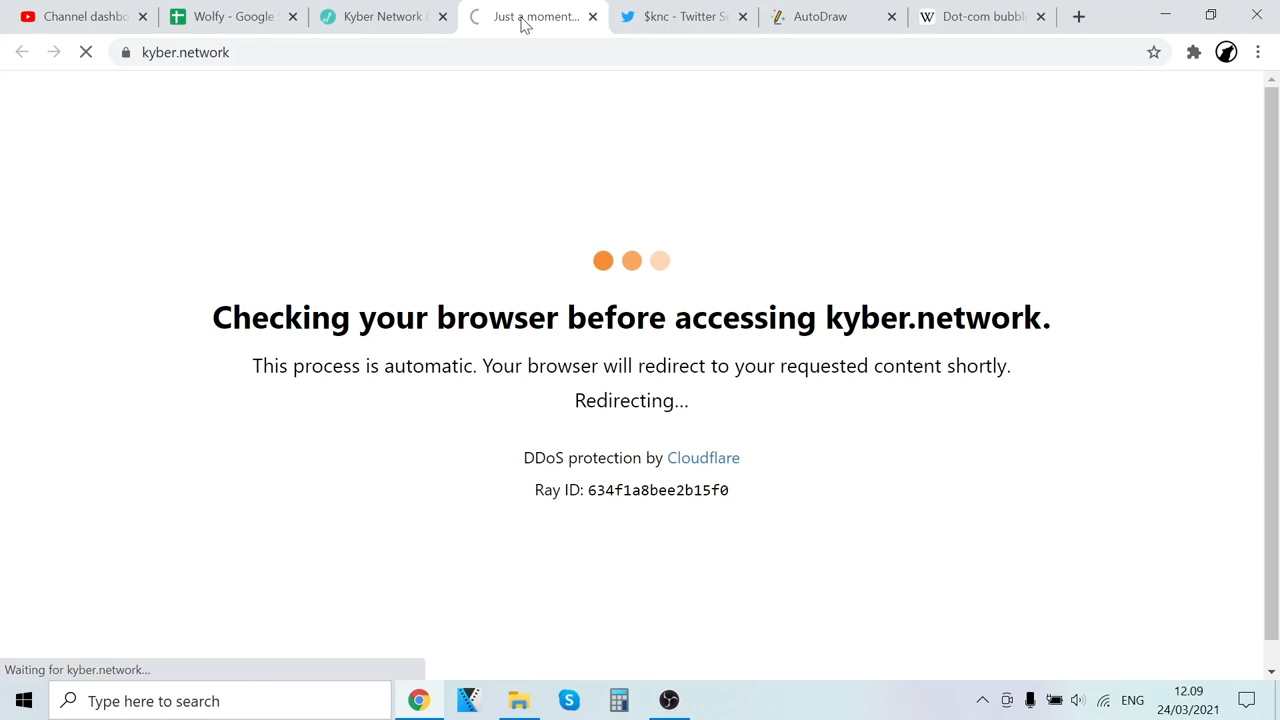 Channel dashbo
Wolfy - Google
Kyber Network (
Just a moment...
$knc - Twitter Se
AutoDraw
Dot-com bubbl
kyber.network
Checking your browser before accessing kyber.network.
This process is automatic. Your browser will redirect to your requested content shortly.
Redirecting...
DDoS protection by Cloudflare
Ray ID: 634f1a8bee2b15f0
Waiting for kyber.network...
Type here to search
ENG
12.09
24/03/2021